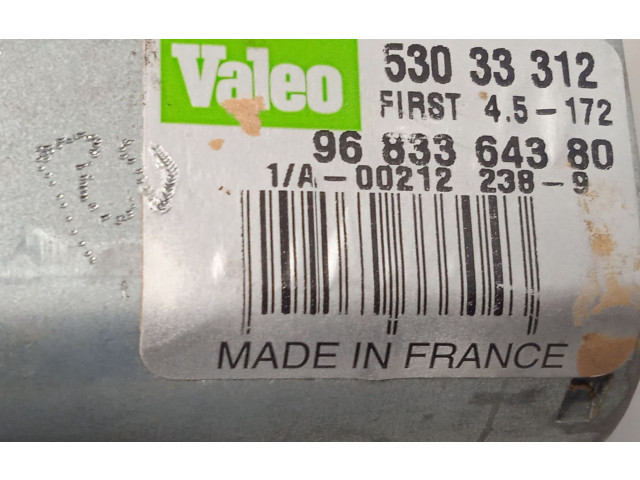 Valeo
530 33 312
FIRST 4.5-172
96 833 643 80
1/A-00212 238-9
MADE IN FRANCE